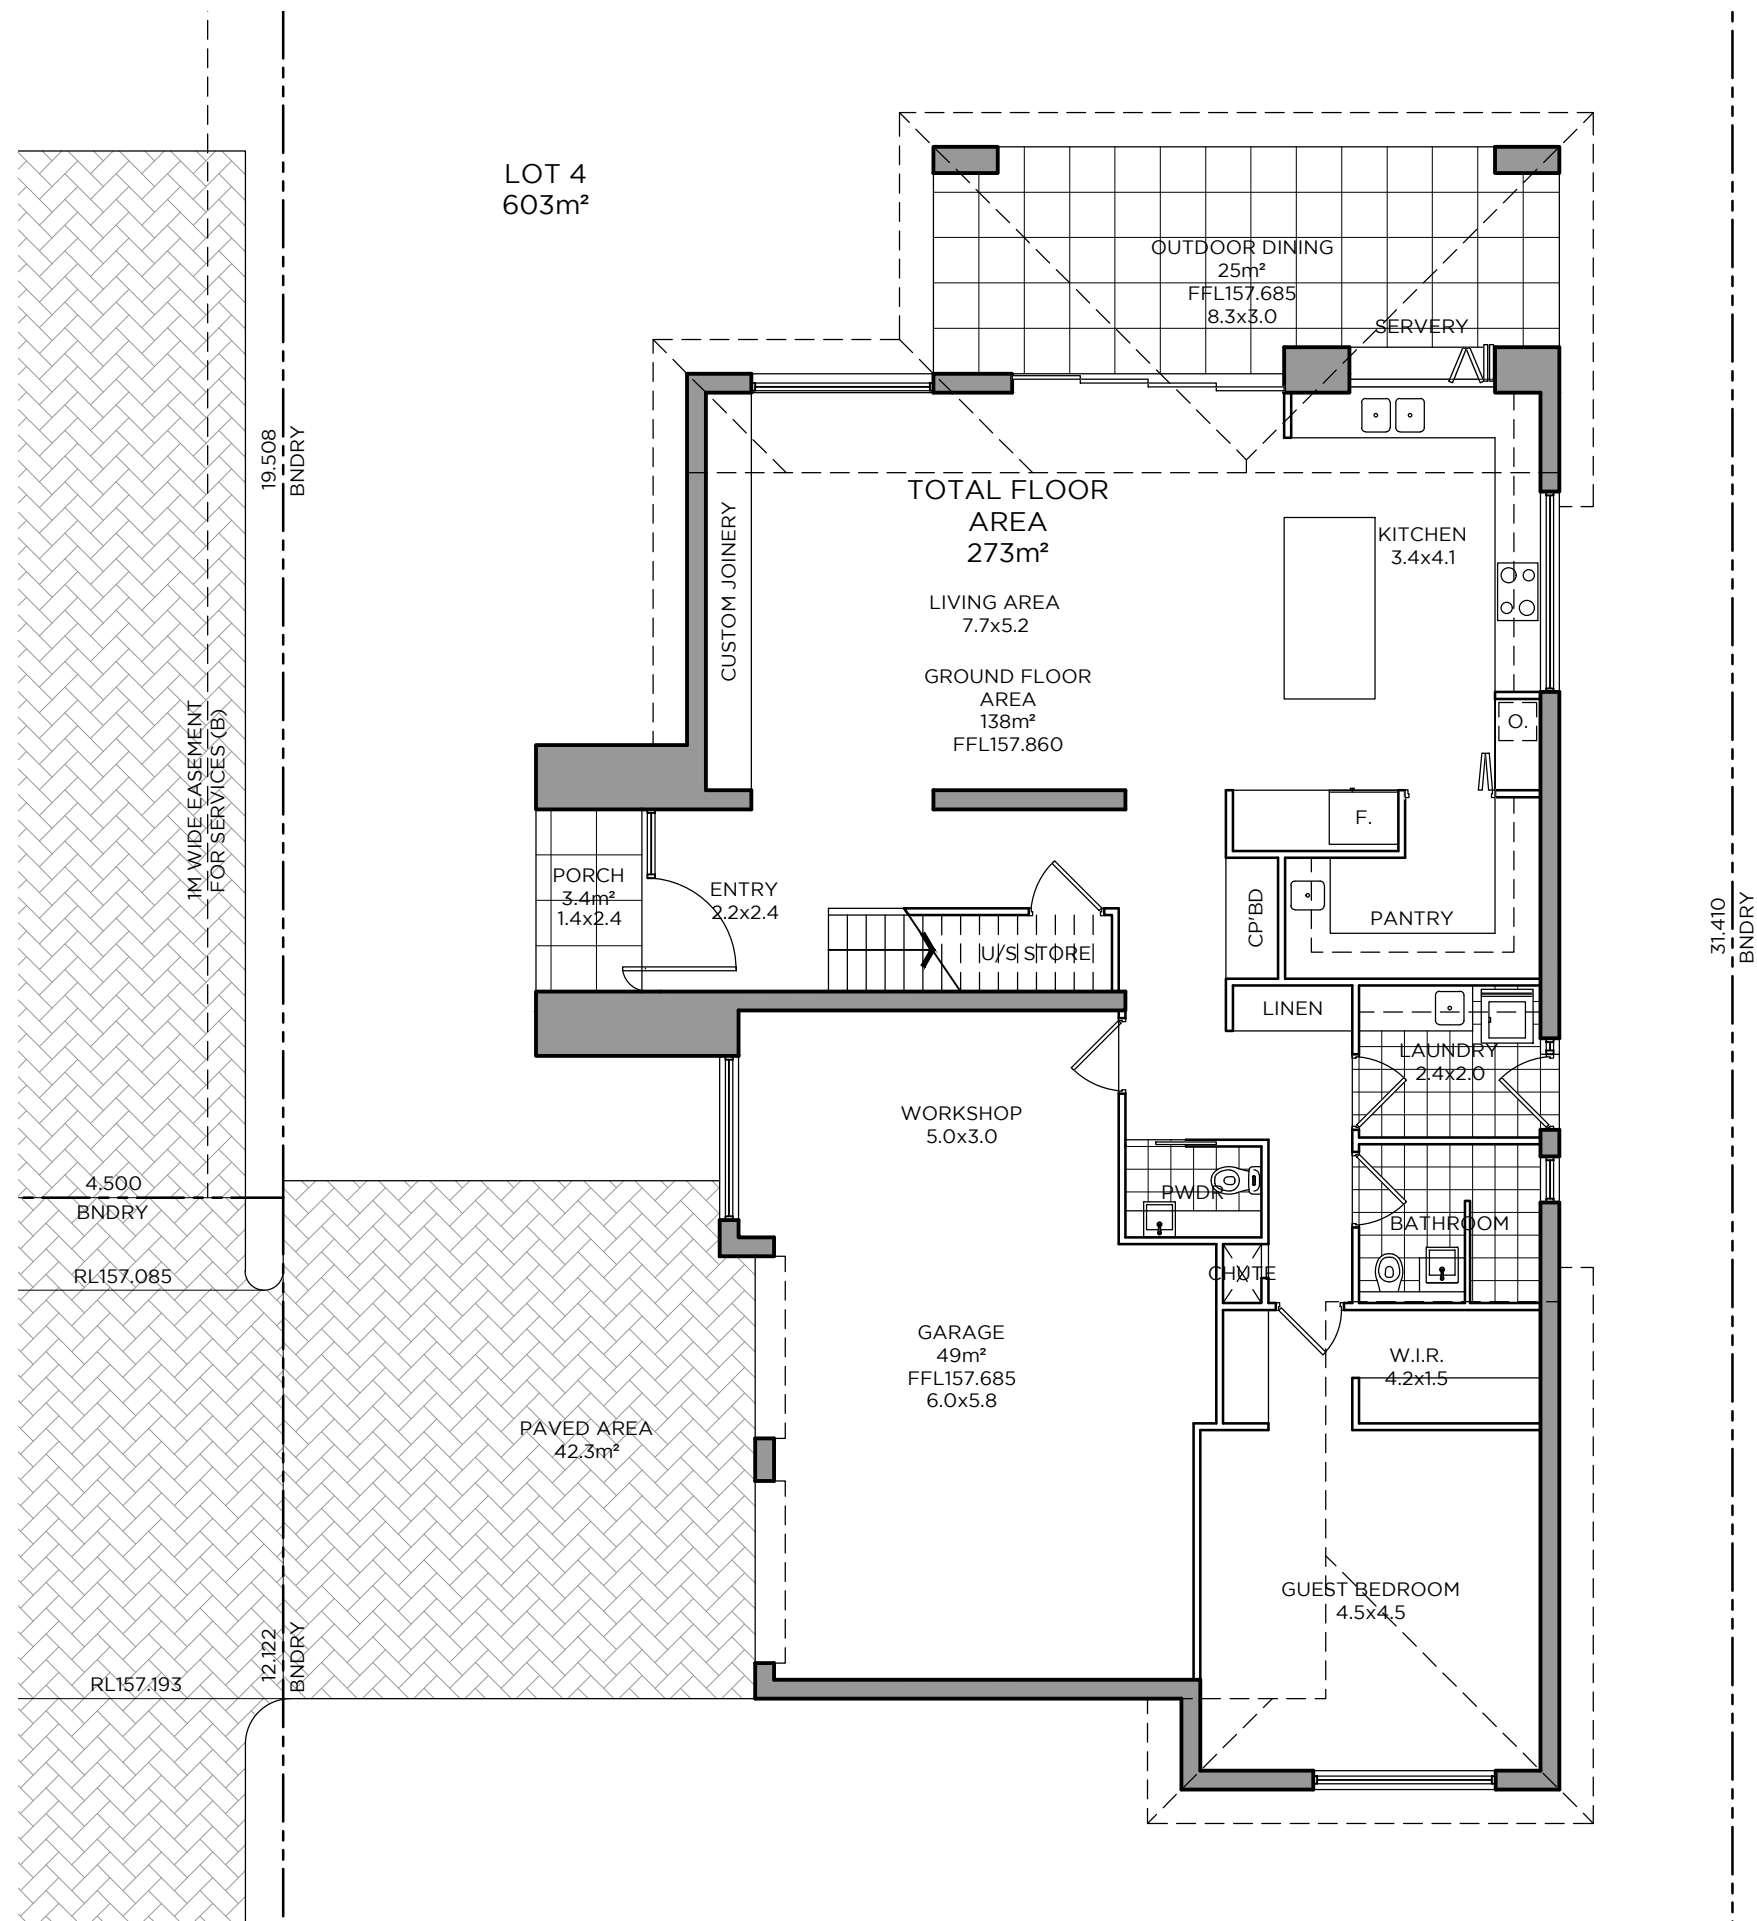 LOT 4
603m²
OUTDOOR DINING
25m²
FFL157.685
8.3x3.0
SERVERY
19.508
BNDRY
TOTAL FLOOR
AREA
273m²
CUSTOM JOINERY
KITCHEN
3.4x4.1
LIVING AREA
7.7x5.2
GROUND FLOOR
AREA
138m²
FFL157.860
O.
1M WIDE EASEMENT
FOR SERVICES (B)
F.
PORCH
3.4m²
1.4x2.4
ENTRY
2.2x2.4
U/S STORE
CP'BD
PANTRY
31.410
BNDRY
LINEN
LAUNDRY
2.4x2.0
WORKSHOP
5.0x3.0
4.500
BNDRY
PWDR
BATHROOM
RL157.085
CHUTE
GARAGE
49m²
FFL157.685
6.0x5.8
W.I.R.
4.2x1.5
PAVED AREA
42.3m²
GUEST BEDROOM
4.5x4.5
12.122
BNDRY
RL157.193